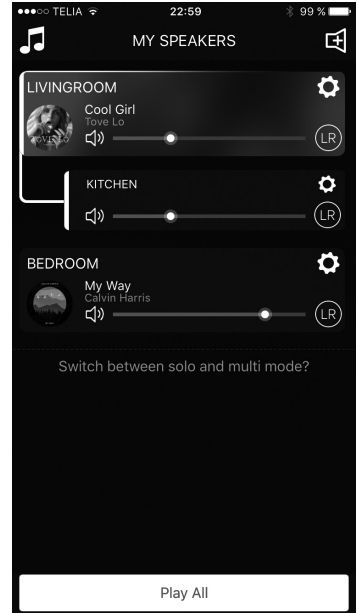 TELIA 22:59 99 %
MY SPEAKERS
LIVINGROOM
Cool Girl
Tove Lo
LR
KITCHEN
LR
BEDROOM
My Way
Calvin Harris
LR
Switch between solo and multi mode?
Play All